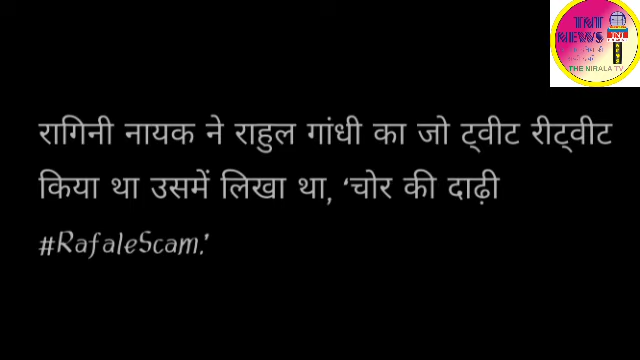 TNT
NEWS
THE NIRALA TV
रागिनी नायक ने राहुल गांधी का जो ट्वीट रीट्वीट
किया था उसमें लिखा था, ‘चोर की दाढ़ी
#RafaleScam.’